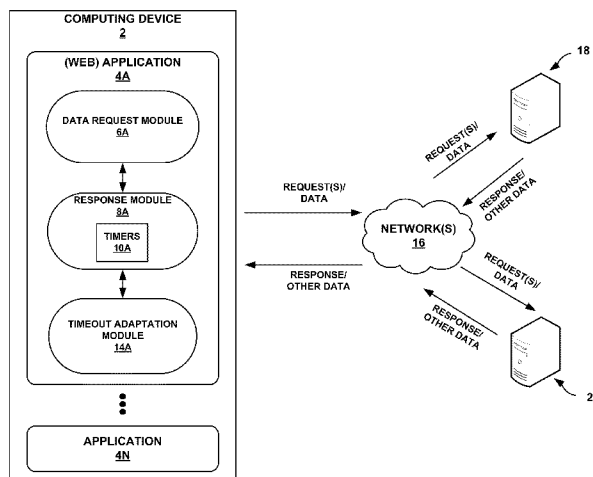 COMPUTING DEVICE
2
(WEB) APPLICATION
4A
DATA REQUEST MODULE
6A
RESPONSE MODULE
8A
TIMERS
10A
TIMEOUT ADAPTATION
MODULE
14A
APPLICATION
4N
REQUEST(S)/
DATA
RESPONSE/
OTHER DATA
NETWORK(S)
16
REQUEST(S)/
DATA
RESPONSE/
OTHER DATA
18
REQUEST(S)/
DATA
RESPONSE/
OTHER DATA
2